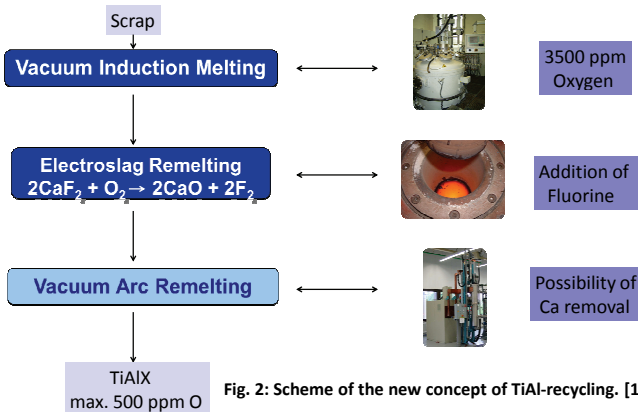 Scrap
Vacuum Induction Melting
3500 ppm
Oxygen
Electroslag Remelting
2CaF₂ + O₂→ 2CaO + 2F₂
Addition of
Fluorine
Vacuum Arc Remelting
Possibility of
Ca removal
TiAlX
max. 500 ppm O
Fig. 2: Scheme of the new concept of TiAl-recycling. [1